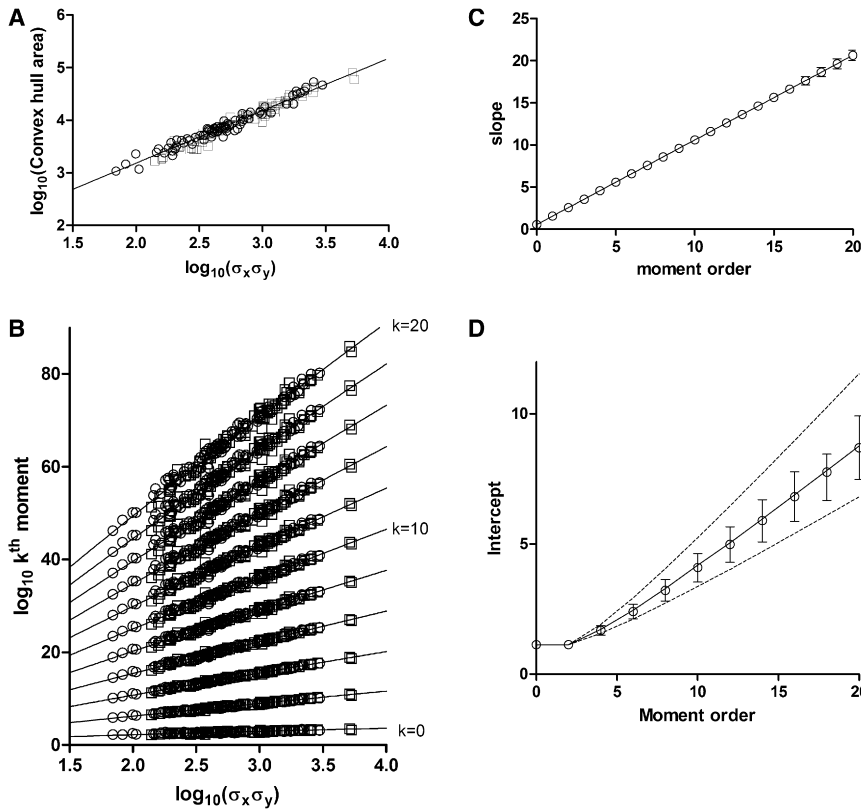 A
6
5
4
3
2
log10(Convex hull area)
1.5 2.0 2.5 3.0 3.5 4.0
log10(σxσy)
B
80
60
40
20
0
log10 kth moment
k=20
k=10
k=0
1.5 2.0 2.5 3.0 3.5 4.0
log10(σxσy)
C
25
20
15
10
5
0
slope
0 5 10 15 20
moment order
D
10
5
0
Intercept
0 5 10 15 20
Moment order